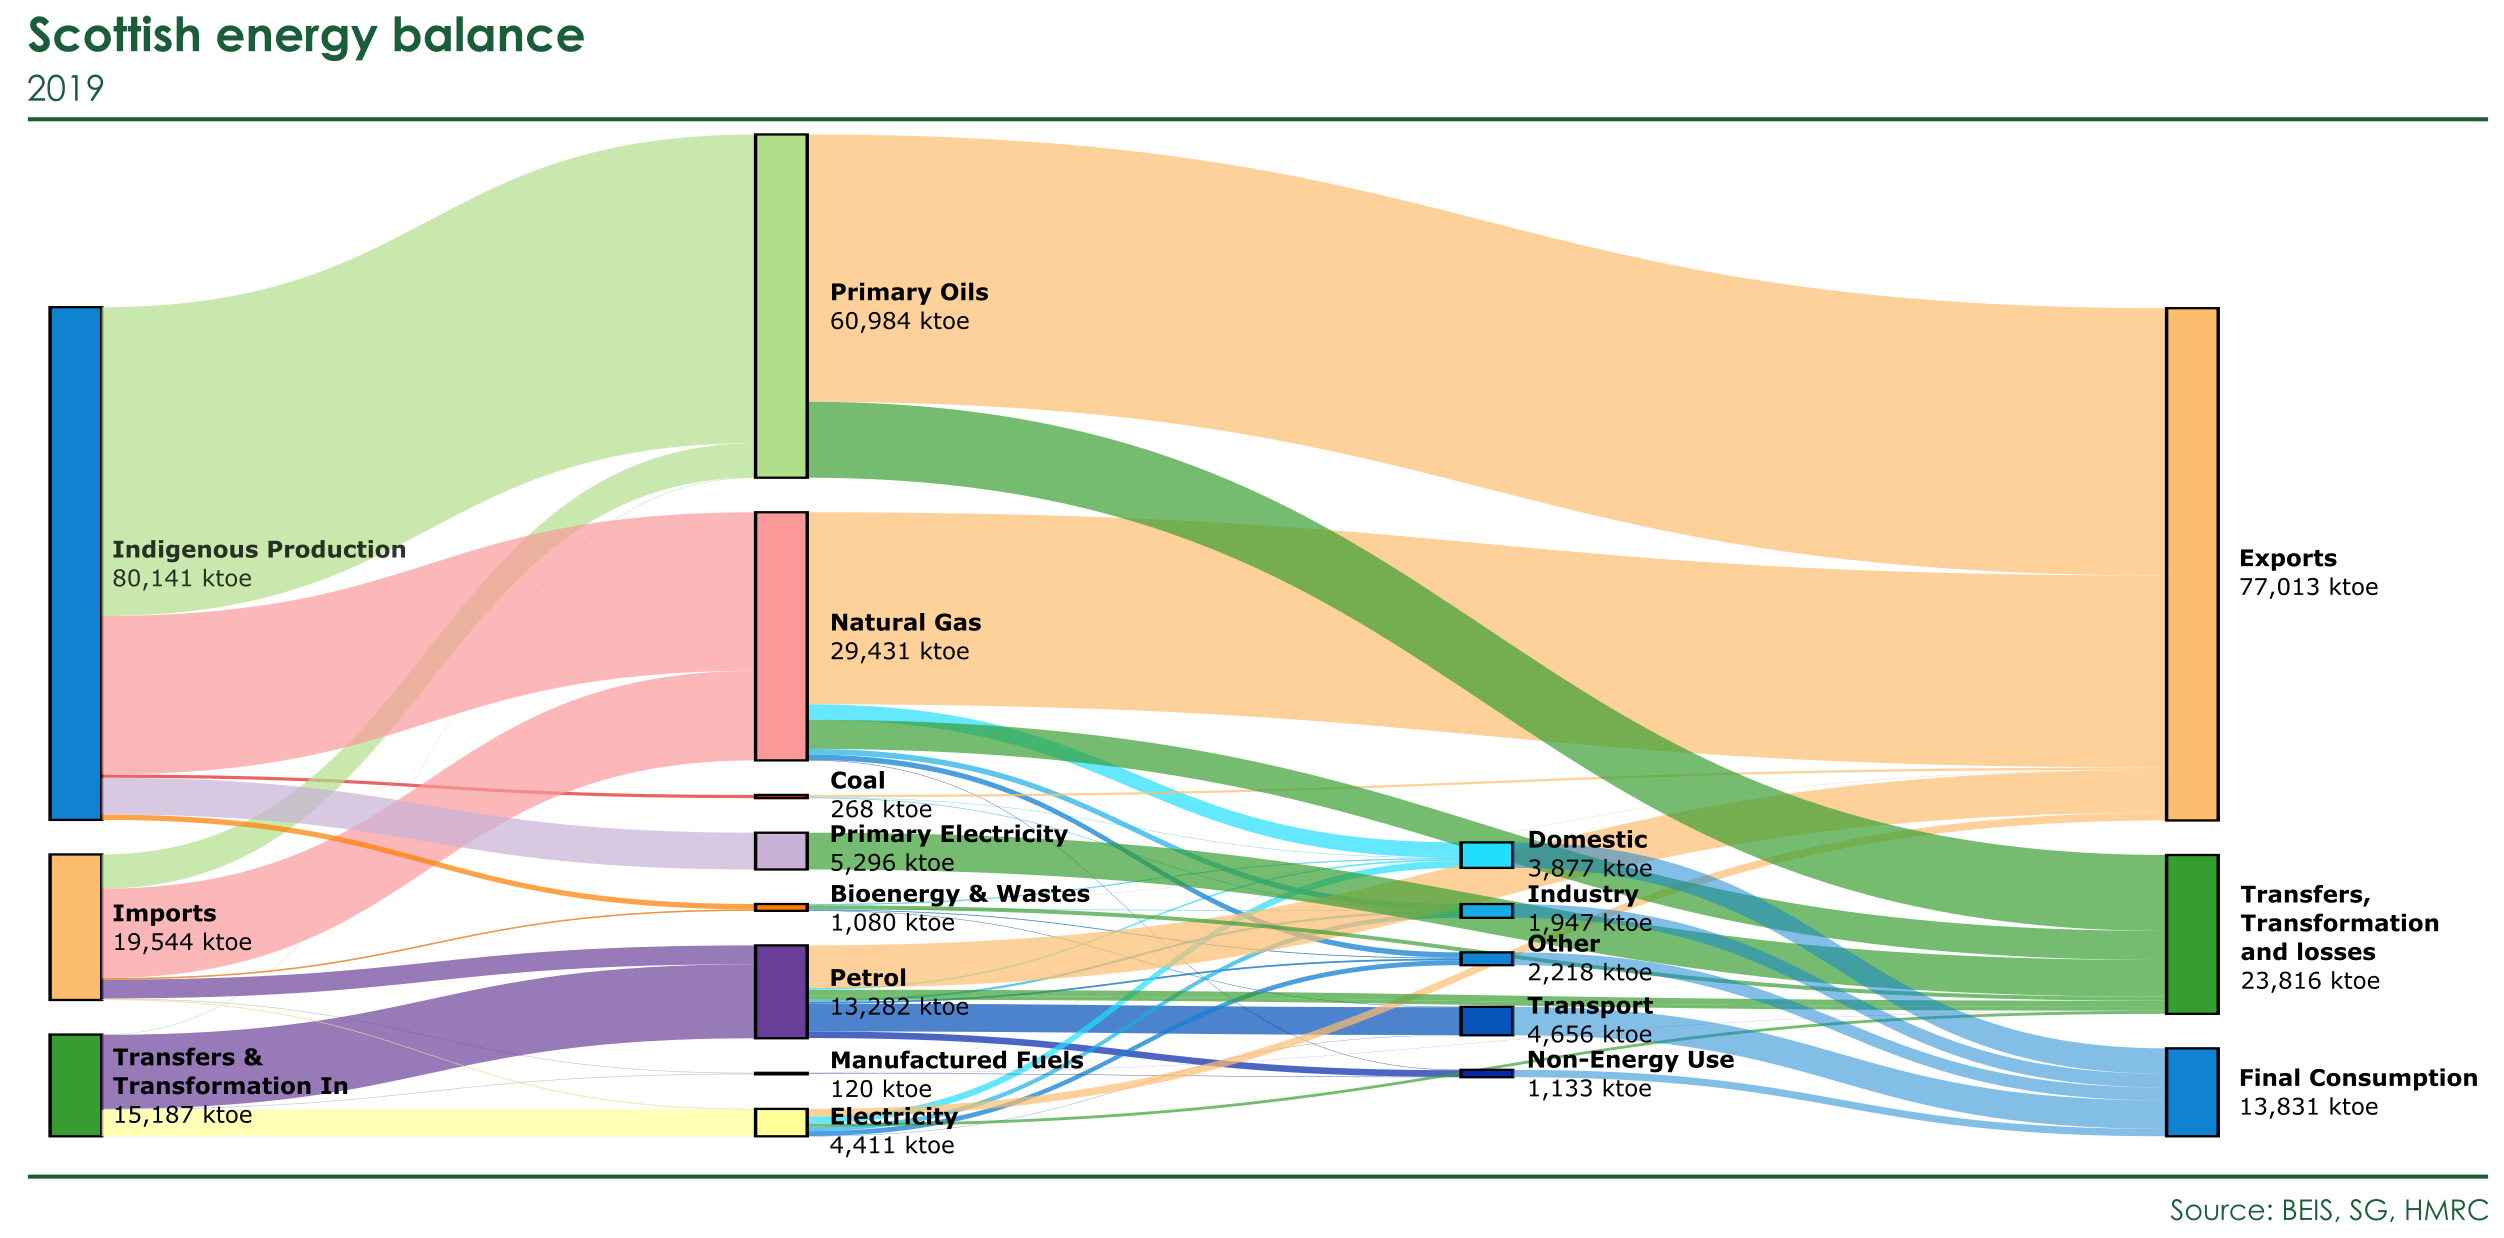 Scottish energy balance
2019
Indigenous Production
80,141 ktoe
Imports
19,544 ktoe
Transfers &
Transformation In
15,187 ktoe
Primary Oils
60,984 ktoe
Natural Gas
29,431 ktoe
Coal
268 ktoe
Primary Electricity
5,296 ktoe
Bioenergy & Wastes
1,080 ktoe
Petrol
13,282 ktoe
Manufactured Fuels
120 ktoe
Electricity
4,411 ktoe
Domestic
3,877 ktoe
Industry
1,947 ktoe
Other
2,218 ktoe
Transport
4,656 ktoe
Non-Energy Use
1,133 ktoe
Exports
77,013 ktoe
Transfers,
Transformation
and losses
23,816 ktoe
Final Consumption
13,831 ktoe
Source: BEIS, SG, HMRC